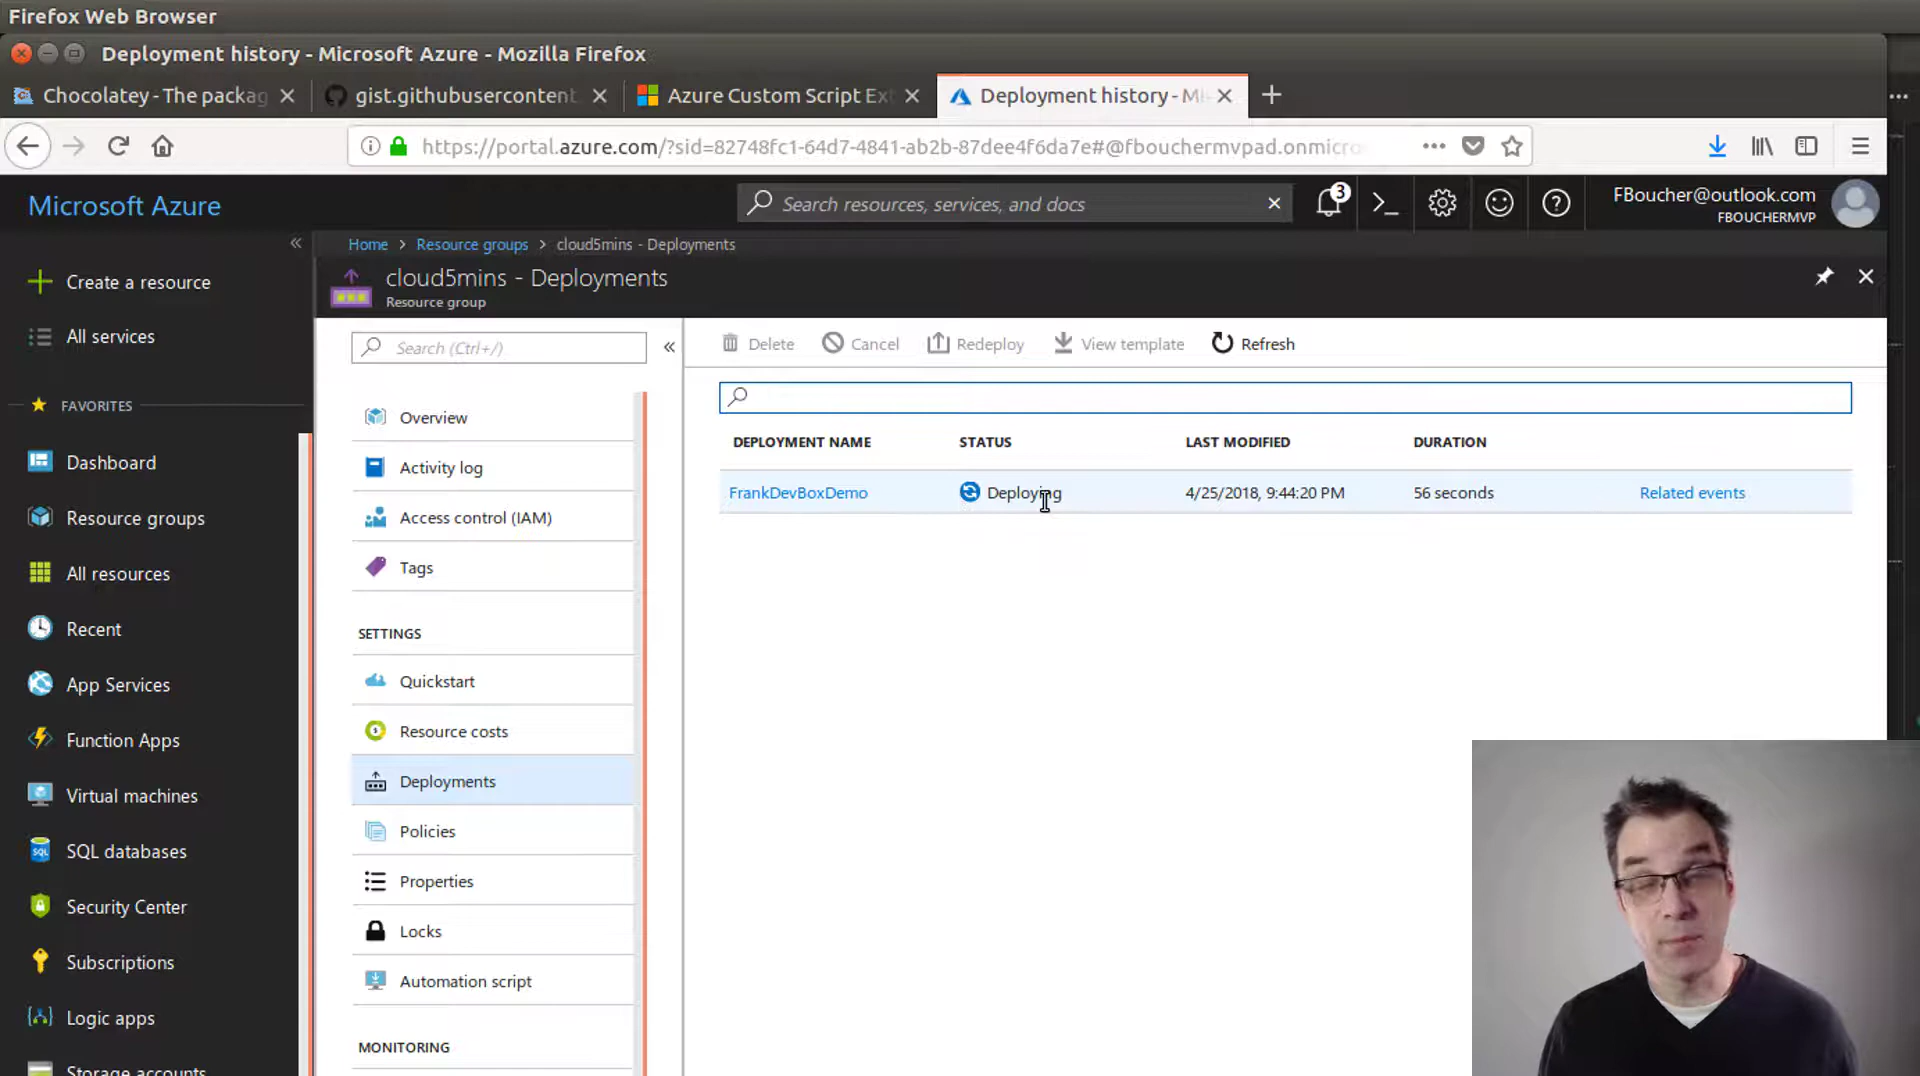 Firefox Web Browser
Deployment history - Microsoft Azure - Mozilla Firefox
Chocolatey - The packag
gist.githubusercontent.
Azure Custom Script Ex
Deployment history - Mi
https://portal.azure.com/?sid=82748fc1-64d7-4841-ab2b-87dee4f6da7e#@fbouchermvpad.onmicro
Microsoft Azure
Search resources, services, and docs
3
FBoucher@outlook.com
FBOUCHERMVP
Home > Resource groups > cloud5mins - Deployments
cloud5mins - Deployments
Resource group
Create a resource
All services
FAVORITES
Dashboard
Resource groups
All resources
Recent
App Services
Function Apps
Virtual machines
SQL databases
Security Center
Subscriptions
Logic apps
Storage accounts
Search (Ctrl+/)
Overview
Activity log
Access control (IAM)
Tags
SETTINGS
Quickstart
Resource costs
Deployments
Policies
Properties
Locks
Automation script
MONITORING
Delete Cancel Redeploy View template Refresh
DEPLOYMENT NAME STATUS LAST MODIFIED DURATION
FrankDevBoxDemo Deploying 4/25/2018, 9:44:20 PM 56 seconds Related events